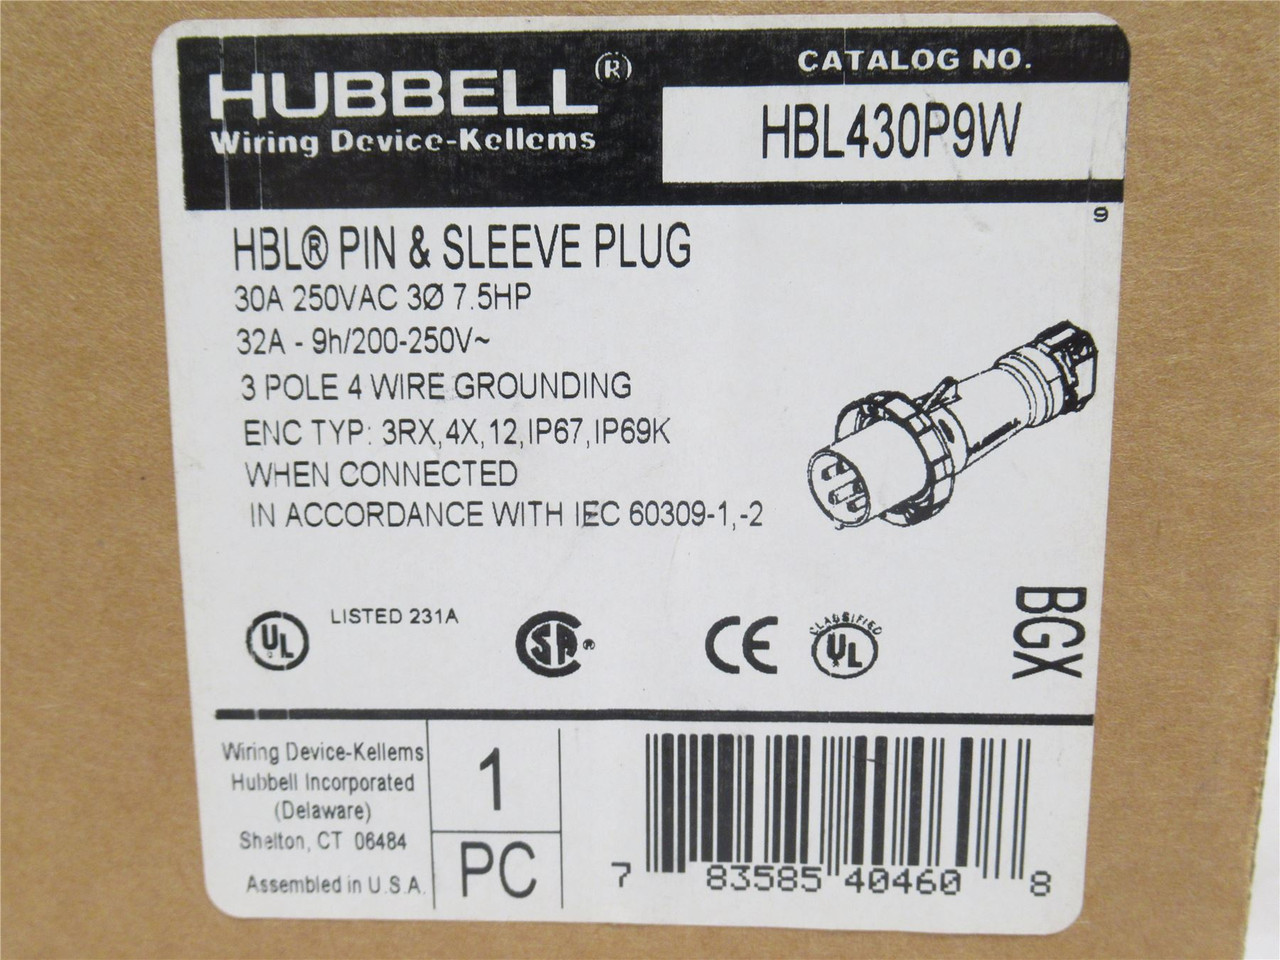 HUBBELL®
Wiring Device-Kellems
CATALOG NO.
HBL430P9W
9
HBL® PIN & SLEEVE PLUG
30A 250VAC 3Ø 7.5HP
32A - 9h/200-250V~
3 POLE 4 WIRE GROUNDING
ENC TYP: 3RX,4X,12,IP67,IP69K
WHEN CONNECTED
IN ACCORDANCE WITH IEC 60309-1,-2
UL
LISTED 231A
SA®
CE
CLASSIFIED
UL
BGX
Wiring Device-Kellems
Hubbell Incorporated
(Delaware)
Shelton, CT 06484
Assembled in U.S.A.
1
PC
7 83585 40460 8